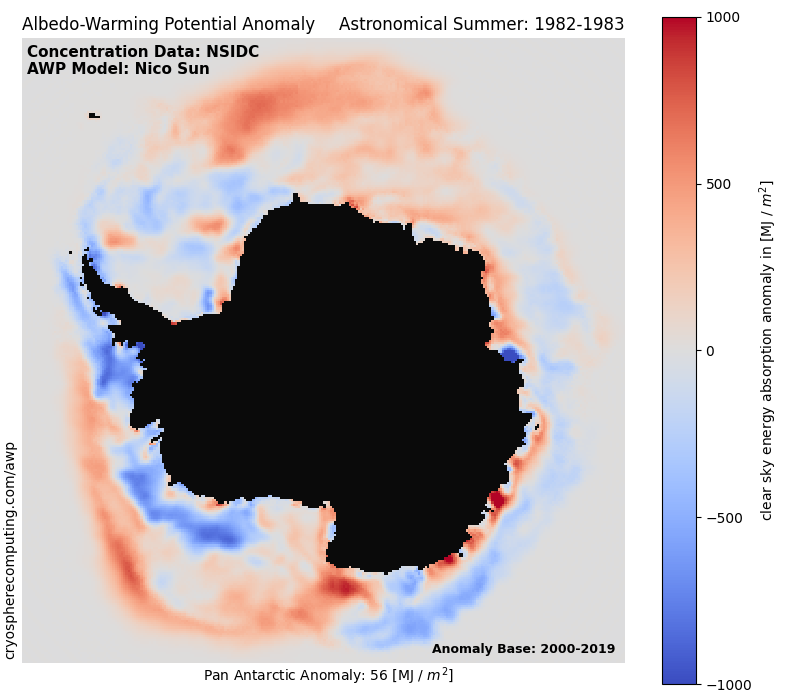 Albedo-Warming Potential Anomaly Astronomical Summer: 1982-1983
Concentration Data: NSIDC
AWP Model: Nico Sun
cryospherecomputing.com/awp
Anomaly Base: 2000-2019
Pan Antarctic Anomaly: 56 [MJ / m²]
1000
500
0
−500
−1000
clear sky energy absorption anomaly in [MJ / m²]